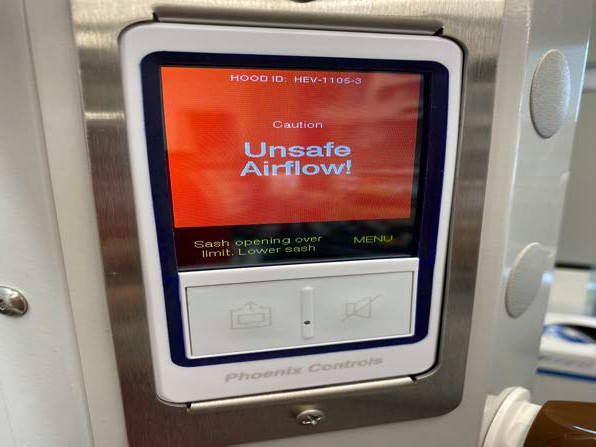 HOOD ID: HEV-1105-3
Caution
Unsafe
Airflow!
Sash opening over
limit. Lower sash
MENU
Phoenix Controls